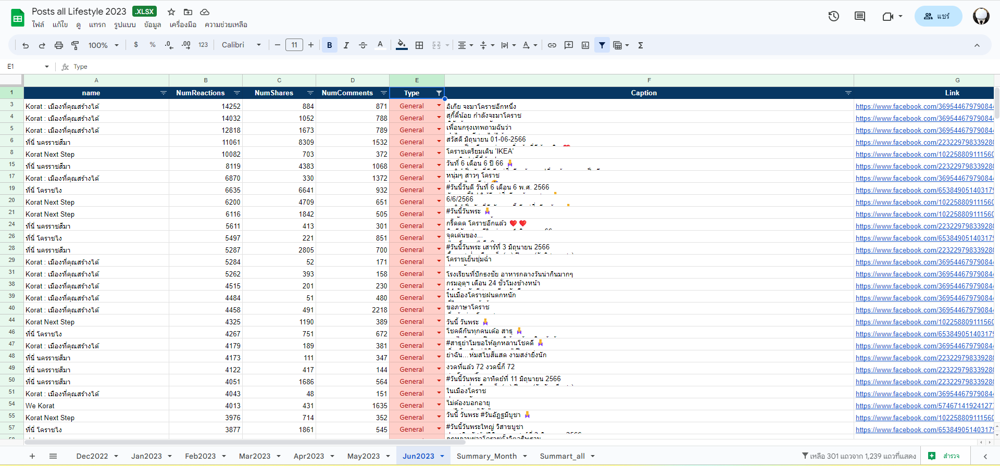 Posts all Lifestyle 2023 .XLSX
ไฟล์ แก้ไข ดู แทรก รูปแบบ ข้อมูล เครื่องมือ ความช่วยเหลือ
แชร์
100% $ % .0 .00 123 Calibri 11 B I A Σ
E1 fx Type
A B C D E F G
1 name NumReactions NumShares NumComments Type Caption Link
3 Korat : เมืองที่คุณสร้างได้ 14252 884 871 General อิเกีย จะมาโคราชอีกหนึ่ง https://www.facebook.com/36954467979084
4 Korat : เมืองที่คุณสร้างได้ 14032 1052 788 General สุกี้ตี๋น้อย กำลังจะมาโคราช https://www.facebook.com/36954467979084
5 Korat : เมืองที่คุณสร้างได้ 12818 1673 789 General เพื่อนกรุงเทพถามฉันว่า https://www.facebook.com/36954467979084
6 ที่นี่ นครราชสีมา 11061 8309 1532 General สวัสดี มิถุนายน 01-06-2566 https://www.facebook.com/22322979833928
8 Korat Next Step 10082 703 372 General โคราชเตรียมเดิน 'IKEA' https://www.facebook.com/10225880911156
15 ที่นี่ นครราชสีมา 8119 4383 1068 General วันที่ 6 เดือน 6 ปี 66 https://www.facebook.com/22322979833928
17 Korat : เมืองที่คุณสร้างได้ 6870 330 1372 General หนุ่มๆ สาวๆ โคราช https://www.facebook.com/36954467979084
19 ที่นี่ โคราชไง 6635 6641 932 General #วันนี้วันดี วันที่ 6 เดือน 6 พ.ศ. 2566 https://www.facebook.com/65384905140317
20 Korat Next Step 6200 4709 651 General 6/6/2566 https://www.facebook.com/10225880911156
21 Korat Next Step 6116 1842 505 General #วันนี้วันพระ https://www.facebook.com/10225880911156
24 ที่นี่ นครราชสีมา 5611 413 301 General กรี๊ดดด โคราชอีกแล้ว https://www.facebook.com/22322979833928
26 ที่นี่ โคราชไง 5497 221 851 General จุดเด่นของ... https://www.facebook.com/65384905140317
28 ที่นี่ นครราชสีมา 5287 2805 700 General #วันนี้วันพระ เสาร์ที่ 3 มิถุนายน 2566 https://www.facebook.com/22322979833928
29 Korat : เมืองที่คุณสร้างได้ 5284 52 171 General โคราชเย็นชุ่มฉ่ำ https://www.facebook.com/36954467979084
31 Korat : เมืองที่คุณสร้างได้ 5262 393 158 General โรงเรียนที่ปักธงชัย อาหารกลางวันน่ากินมากๆ https://www.facebook.com/36954467979084
38 Korat : เมืองที่คุณสร้างได้ 4515 201 230 General กรมอุตุฯ เตือน 24 ชั่วโมงข้างหน้า https://www.facebook.com/36954467979084
39 Korat : เมืองที่คุณสร้างได้ 4484 51 480 General ในเมืองโคราชฝนตกหนัก https://www.facebook.com/36954467979084
40 Korat : เมืองที่คุณสร้างได้ 4458 491 2218 General ขอภาษาโคราช https://www.facebook.com/36954467979084
44 Korat Next Step 4325 1190 389 General วันนี้ วันพระ https://www.facebook.com/10225880911156
46 ที่นี่ โคราชไง 4267 751 672 General โชคดีกันทุกคนเด้อ สาธุ https://www.facebook.com/65384905140317
47 Korat : เมืองที่คุณสร้างได้ 4179 189 381 General #สาธุย่าโมขอให้ลูกหลานโชคดี https://www.facebook.com/36954467979084
48 ที่นี่ นครราชสีมา 4173 111 347 General ย่าฉัน...ห่มสไบสีแสด งามสง่ายิ่งนัก https://www.facebook.com/22322979833928
49 ที่นี่ นครราชสีมา 4122 417 144 General งวดที่แล้ว 72 งวดนี้ก็ 72 https://www.facebook.com/22322979833928
50 ที่นี่ นครราชสีมา 4051 1686 564 General #วันนี้วันพระ อาทิตย์ที่ 11 มิถุนายน 2566 https://www.facebook.com/22322979833928
51 Korat : เมืองที่คุณสร้างได้ 4043 48 151 General ในเมืองโคราช https://www.facebook.com/36954467979084
54 We Korat 4013 431 1635 General ไม่ต้องบอกอายุ https://www.facebook.com/574671419241277
55 Korat Next Step 3976 714 352 General วันนี้ วันพระ #วันอัฏฐมีบูชา https://www.facebook.com/10225880911156
57 ที่นี่ โคราชไง 3877 1861 545 General #วันนี้วันพระใหญ่ วิสาขบูชา https://www.facebook.com/65384905140317
Dec2022 Jan2023 Feb2023 Mar2023 Apr2023 May2023 Jun2023 Summary_Month Summart_all เหลือ 301 แถวจาก 1,239 แถวที่แสดง สำรวจ